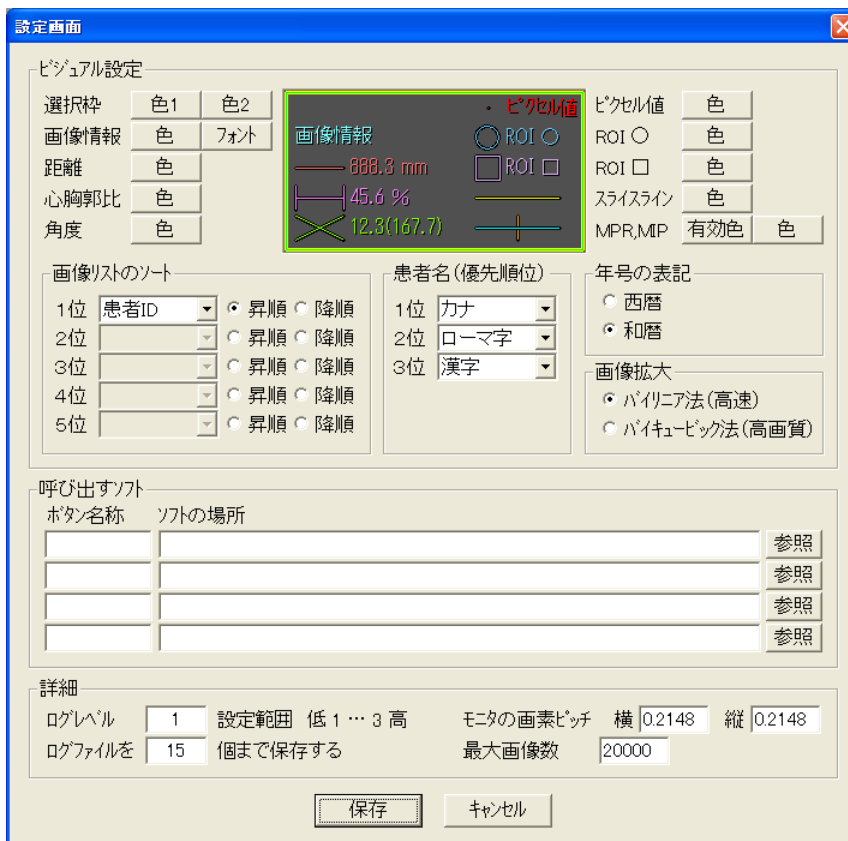 設定画面
ビジュアル設定
選択枠 色1 色2
画像情報 色 フォント
距離 色
心胸郭比 色
角度 色
・ ピクセル値
画像情報 ROI
888.3 mm ROI
45.6 %
12.3(167.7)
ピクセル値 色
ROI ○ 色
ROI □ 色
スライスライン 色
MPR,MIP 有効色 色
画像リストのソート
1位 患者ID 昇順 降順
2位 昇順 降順
3位 昇順 降順
4位 昇順 降順
5位 昇順 降順
患者名(優先順位)
1位 カナ
2位 ローマ字
3位 漢字
年号の表記
西暦
和暦
画像拡大
バイリニア法(高速)
バイキュービック法(高画質)
呼び出すソフト
ボタン名称 ソフトの場所
参照
参照
参照
参照
詳細
ログレベル 1 設定範囲 低 1 … 3 高 モニタの画素ピッチ 横 0.2148 縦 0.2148
ログファイルを 15 個まで保存する 最大画像数 20000
保存 キャンセル